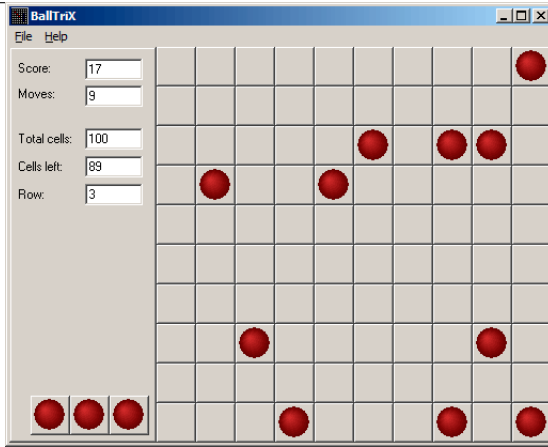 BallTriX
File Help
Score: 17
Moves: 9
Total cells: 100
Cells left: 89
Row: 3